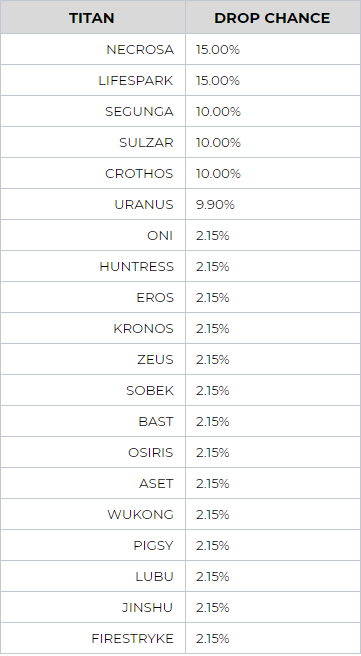 TITAN DROP CHANCE
NECROSA 15.00%
LIFESPARK 15.00%
SEGUNGA 10.00%
SULZAR 10.00%
CROTHOS 10.00%
URANUS 9.90%
ONI 2.15%
HUNTRESS 2.15%
EROS 2.15%
KRONOS 2.15%
ZEUS 2.15%
SOBEK 2.15%
BAST 2.15%
OSIRIS 2.15%
ASET 2.15%
WUKONG 2.15%
PIGSY 2.15%
LUBU 2.15%
JINSHU 2.15%
FIRESTRYKE 2.15%